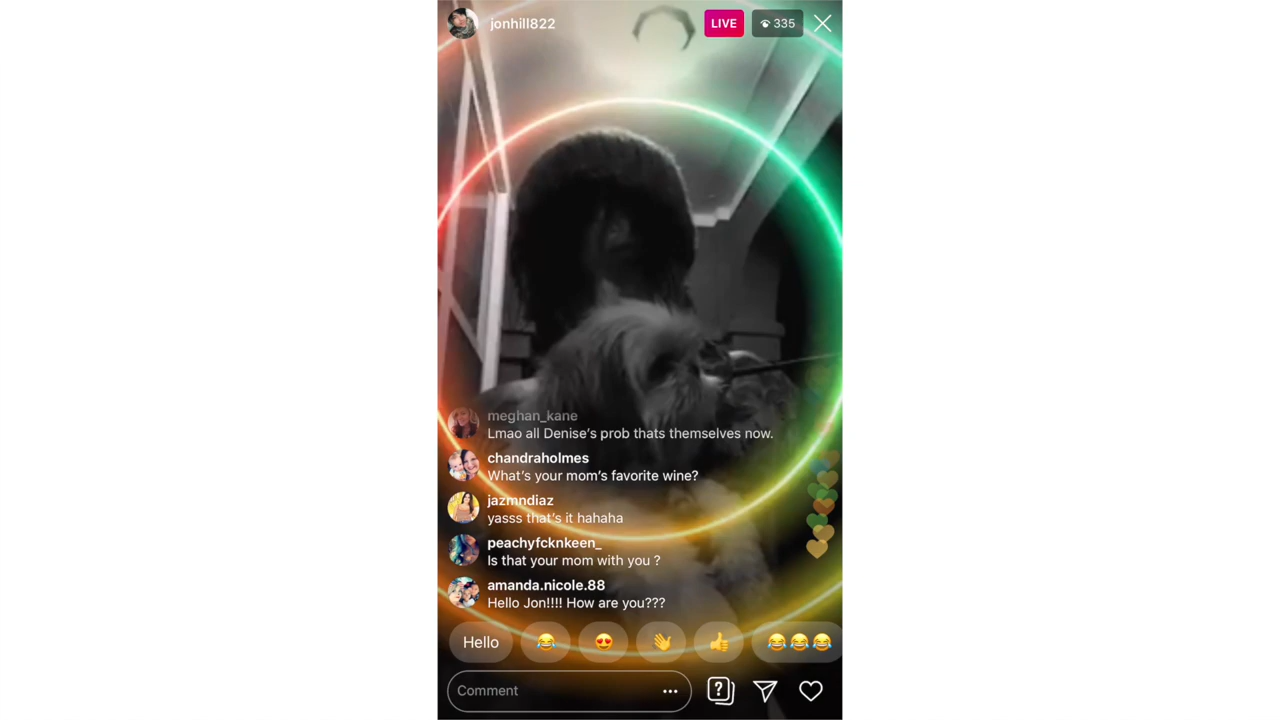 jonhill822
LIVE
335
meghan_kane
Lmao all Denise’s prob thats themselves now.
chandraholmes
What’s your mom’s favorite wine?
jazmndiaz
yasss that’s it hahaha
peachyfcknkeen_
Is that your mom with you ?
amanda.nicole.88
Hello Jon!!!! How are you???
Hello 😂 😍 👋 👍 😂😂😂
Comment
?